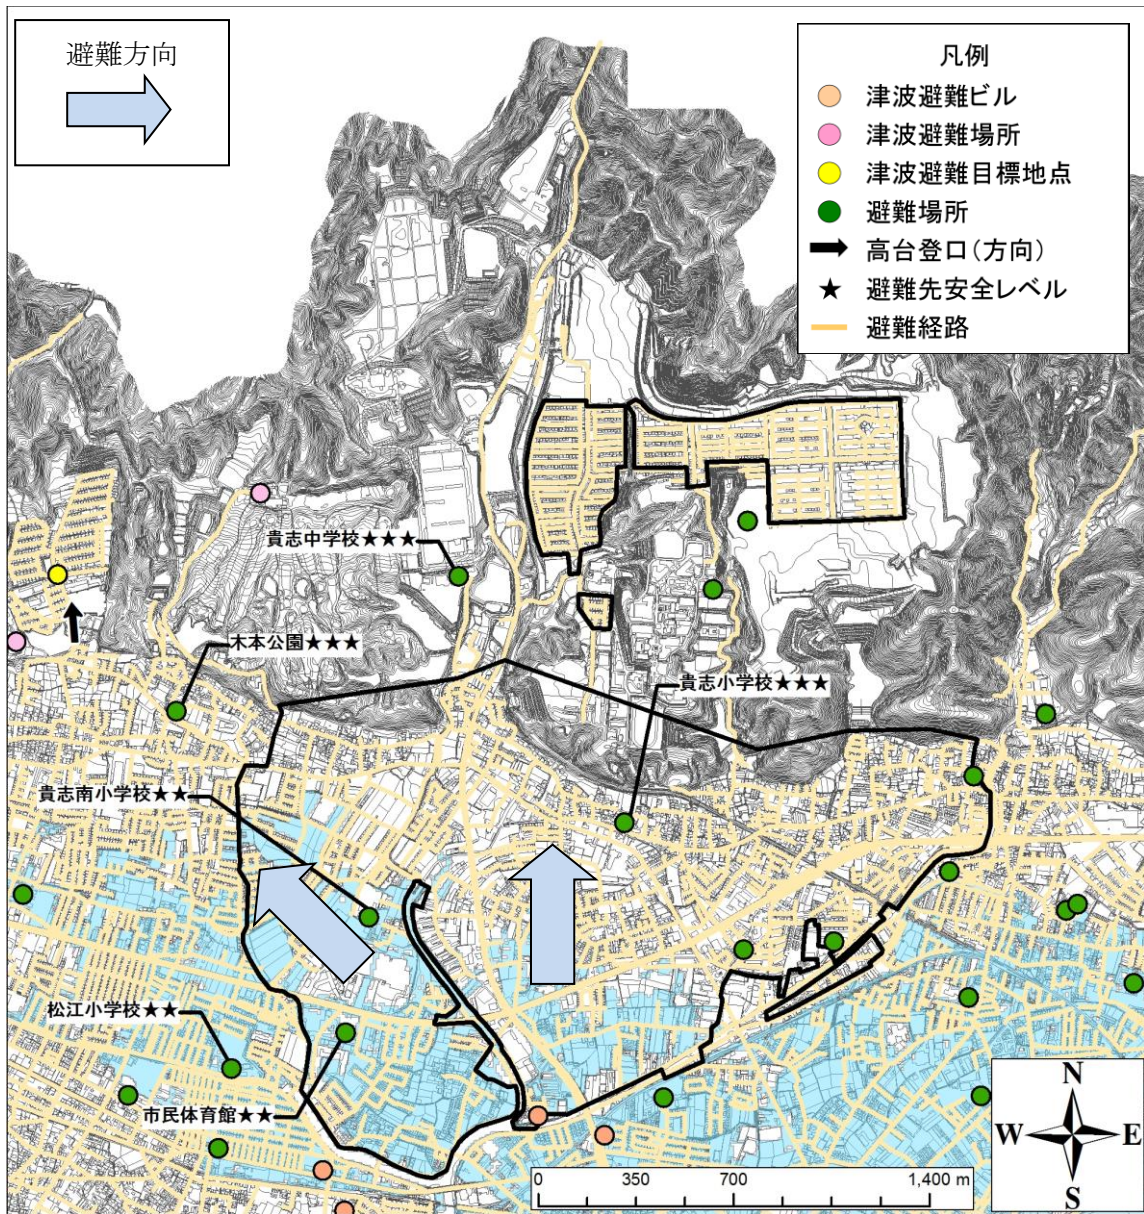 避難方向
凡例
津波避難ビル
津波避難場所
津波避難目標地点
避難場所
高台登口(方向)
避難先安全レベル
避難経路
貴志中学校★★★
木本公園★★★
貴志小学校★★★
貴志南小学校★★
松江小学校★★
市民体育館★★
0 350 700 1,400 m
N
W E
S